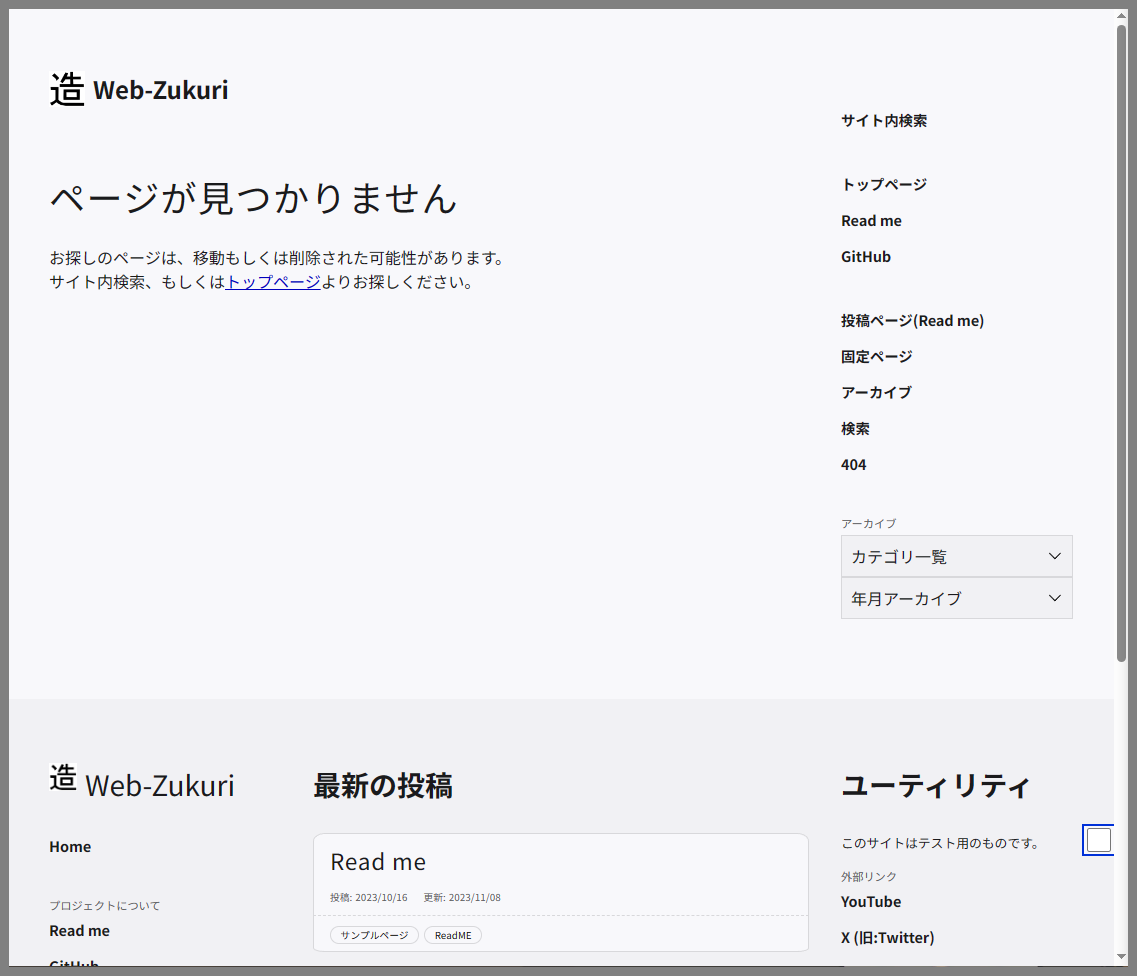 造 Web-Zukuri
ページが見つかりません
お探しのページは、移動もしくは削除された可能性があります。
サイト内検索、もしくはトップページよりお探しください。
サイト内検索
トップページ
Read me
GitHub
投稿ページ(Read me)
固定ページ
アーカイブ
検索
404
アーカイブ
カテゴリ一覧
年月アーカイブ
造 Web-Zukuri
Home
プロジェクトについて
Read me
GitHub
最新の投稿
Read me
投稿: 2023/10/16 更新: 2023/11/08
サンプルページ ReadME
ユーティリティ
このサイトはテスト用のものです。
外部リンク
YouTube
X (旧:Twitter)